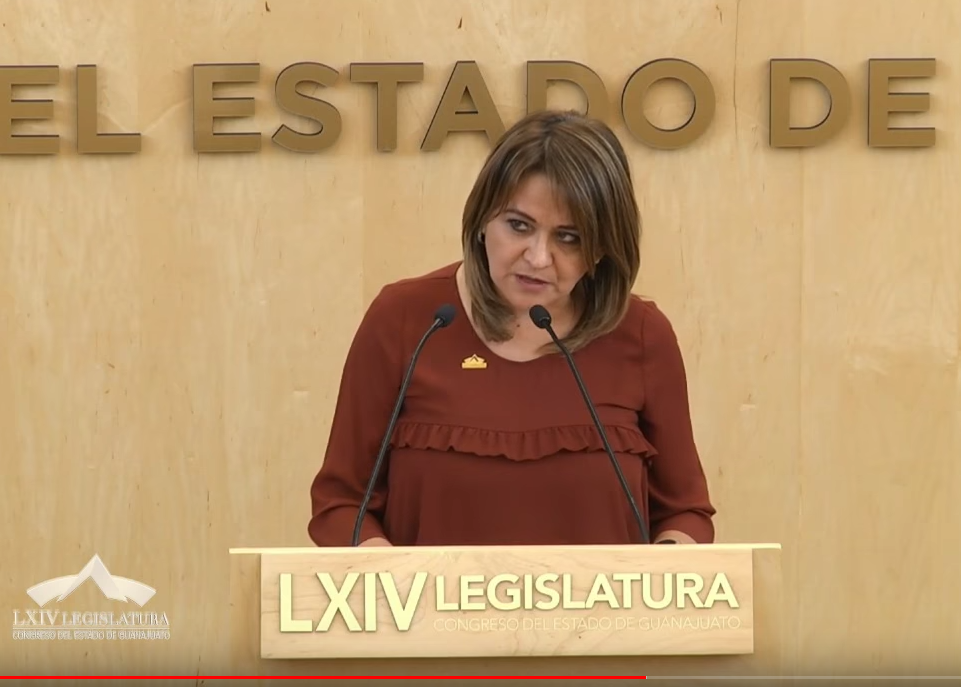 EL ESTADO DE
LXIV LEGISLATURA
CONGRESO DEL ESTADO DE GUANAJUATO
LXIV LEGISLATURA
CONGRESO DEL ESTADO DE GUANAJUATO